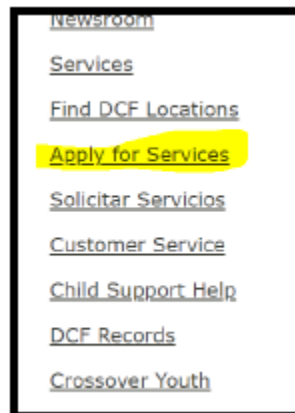 Newsroom
Services
Find DCF Locations
Apply for Services
Solicitar Servicios
Customer Service
Child Support Help
DCF Records
Crossover Youth